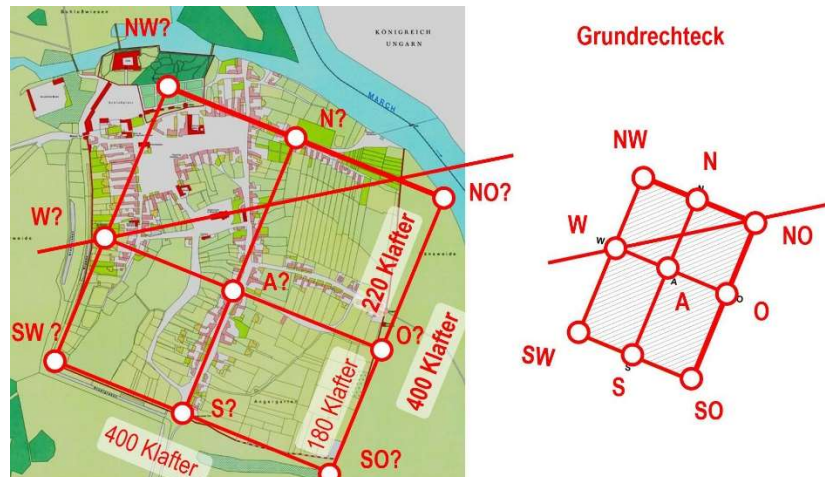 NW?
KÖNIGREICH
UNGARN
MARCH
N?
NO?
W?
A?
220 Klafter
400 Klafter
SW ?
O?
180 Klafter
S?
400 Klafter
SO?
Grundrechteck
NW
N
N
NO
W
W
A
A
O
O
SW
S
S
SO